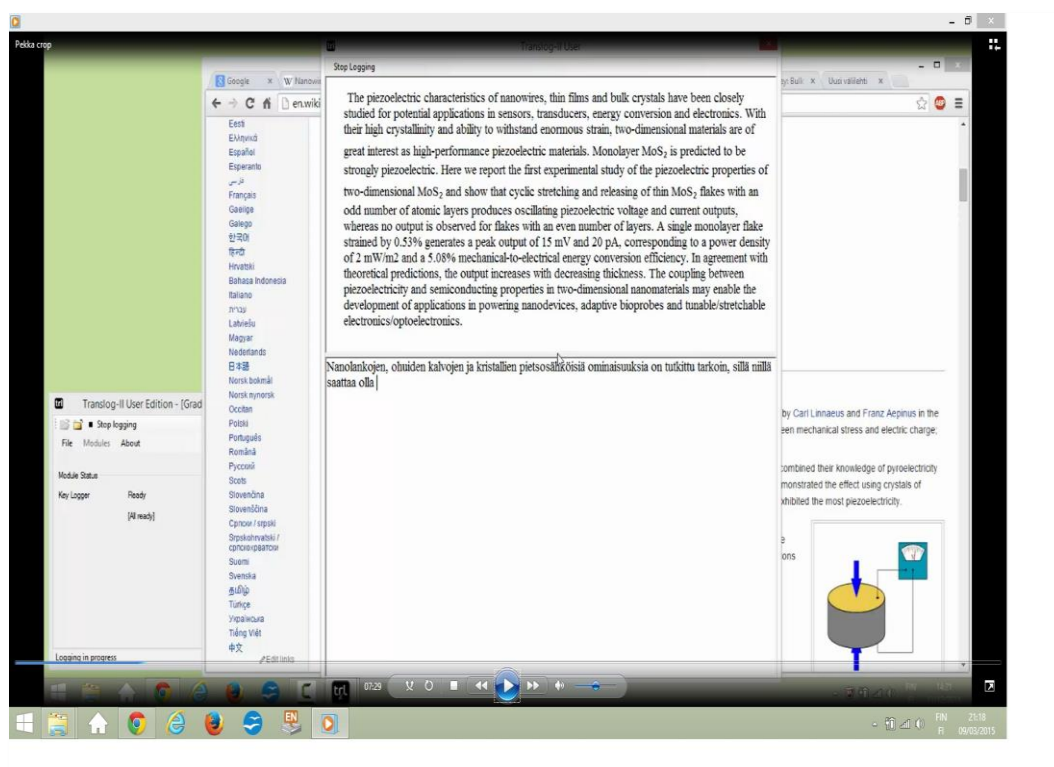 Pekka crop
Translog-II User
Stop Logging
Google
en.wiki
Eesti
Ελληνικά
Español
Esperanto
فارسی
Français
Gaeilge
Galego
한국어
हिन्दी
Hrvatski
Bahasa Indonesia
Italiano
עברית
Latviešu
Magyar
Nederlands
日本語
Norsk bokmål
Norsk nynorsk
Occitan
Polski
Português
Română
Русский
Scots
Slovenčina
Slovenščina
Српски / srpski
Srpskohrvatski /
српскохрватски
Suomi
Svenska
தமிழ்
Türkçe
Українська
Tiếng Việt
中文
Edit links
The piezoelectric characteristics of nanowires, thin films and bulk crystals have been closely
studied for potential applications in sensors, transducers, energy conversion and electronics. With
their high crystallinity and ability to withstand enormous strain, two-dimensional materials are of
great interest as high-performance piezoelectric materials. Monolayer MoS₂ is predicted to be
strongly piezoelectric. Here we report the first experimental study of the piezoelectric properties of
two-dimensional MoS₂ and show that cyclic stretching and releasing of thin MoS₂ flakes with an
odd number of atomic layers produces oscillating piezoelectric voltage and current outputs,
whereas no output is observed for flakes with an even number of layers. A single monolayer flake
strained by 0.53% generates a peak output of 15 mV and 20 pA, corresponding to a power density
of 2 mW/m2 and a 5.08% mechanical-to-electrical energy conversion efficiency. In agreement with
theoretical predictions, the output increases with decreasing thickness. The coupling between
piezoelectricity and semiconducting properties in two-dimensional nanomaterials may enable the
development of applications in powering nanodevices, adaptive bioprobes and tunable/stretchable
electronics/optoelectronics.
Nanolankojen, ohuiden kalvojen ja kristallien pietsosähköisiä ominaisuuksia on tutkittu tarkoin, sillä niillä
saattaa olla
Uusi välilehti
by Carl Linnaeus and Franz Aepinus in the
een mechanical stress and electric charge;
combined their knowledge of pyroelectricity
monstrated the effect using crystals of
xhibited the most piezoelectricity.
ons
trl Translog-II User Edition - [Grad
Stop logging
File Modules About
Module Status
Key Logger Ready
[All ready]
Logging in progress
trl 07:29
EN
FIN 21:18
FI 09/03/2015